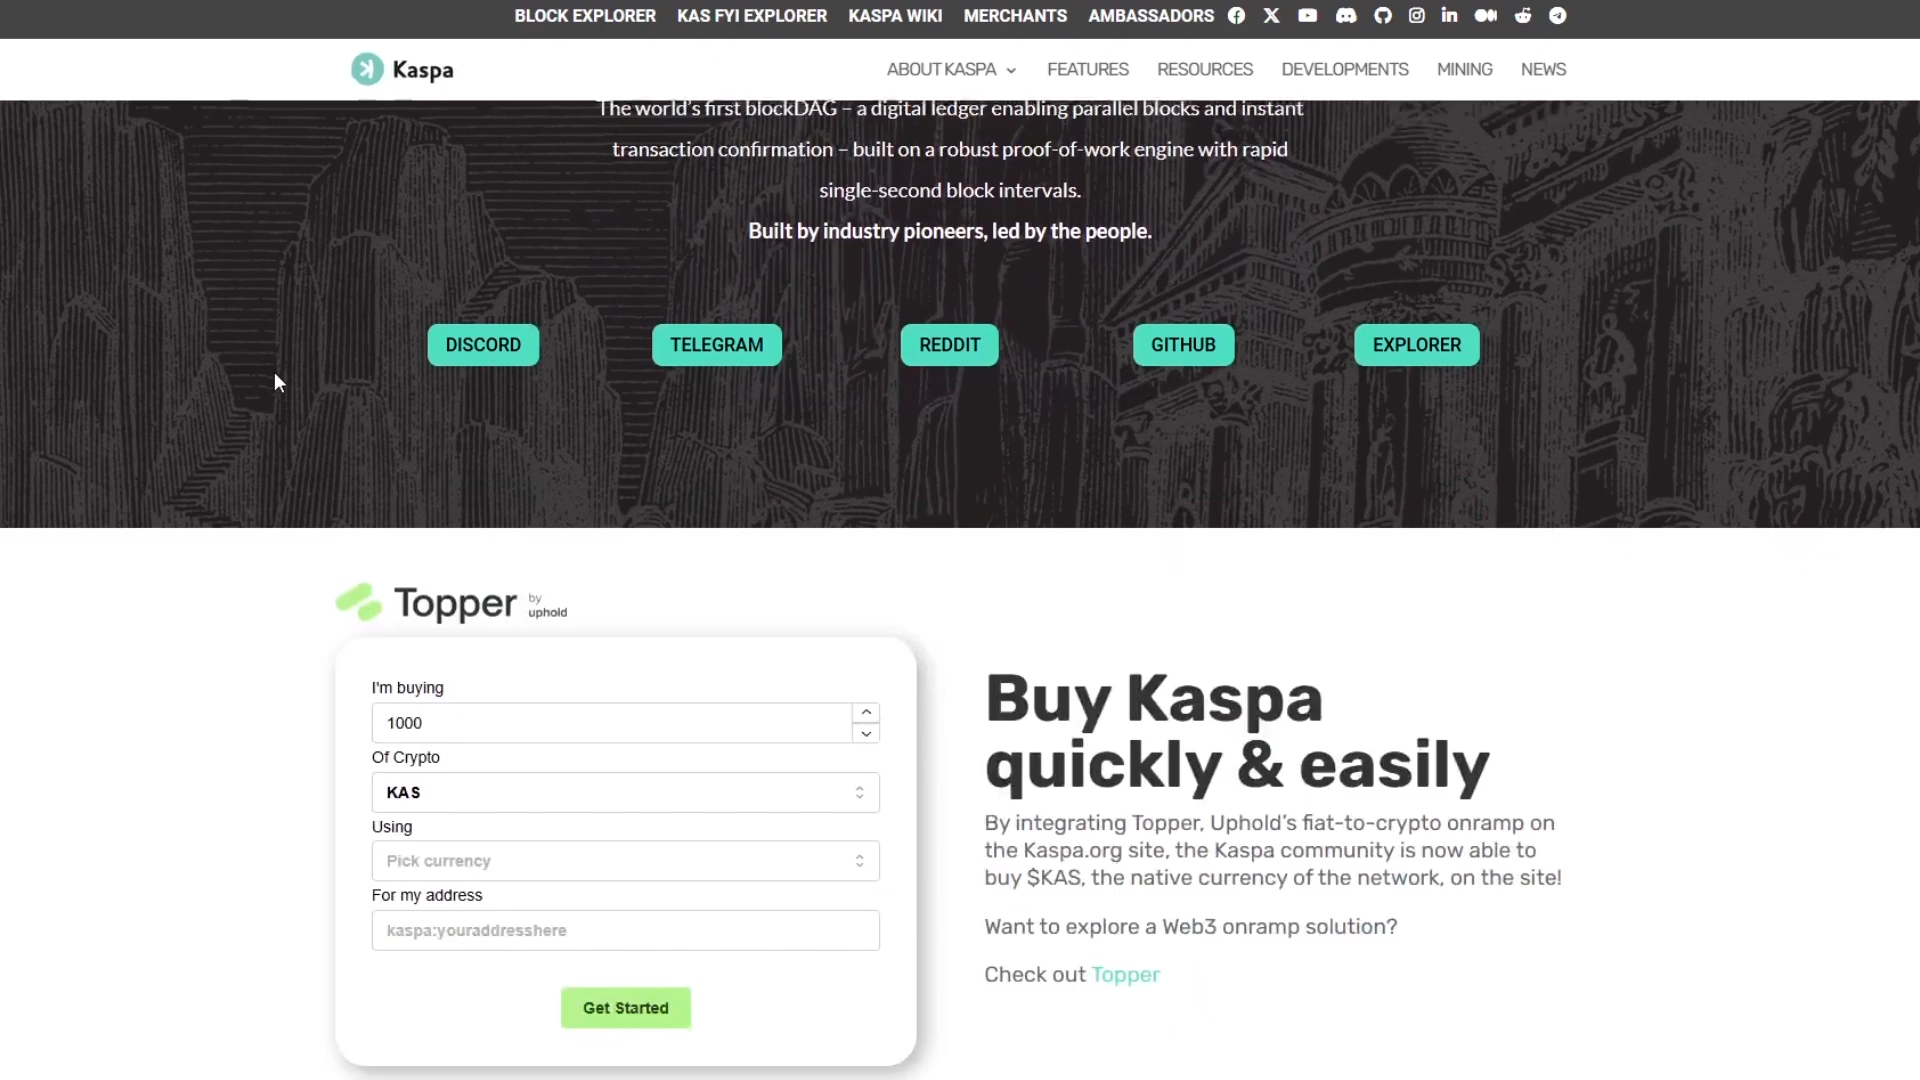 BLOCK EXPLORER KAS FYI EXPLORER KASPA WIKI MERCHANTS AMBASSADORS
Kaspa
ABOUT KASPA FEATURES RESOURCES DEVELOPMENTS MINING NEWS
The world's first blockDAG – a digital ledger enabling parallel blocks and instant
transaction confirmation – built on a robust proof-of-work engine with rapid
single-second block intervals.
Built by industry pioneers, led by the people.
DISCORD TELEGRAM REDDIT GITHUB EXPLORER
Topper by uphold
I'm buying
1000
Of Crypto
KAS
Using
Pick currency
For my address
kaspa:youraddresshere
Get Started
Buy Kaspa
quickly & easily
By integrating Topper, Uphold's fiat-to-crypto onramp on
the Kaspa.org site, the Kaspa community is now able to
buy $KAS, the native currency of the network, on the site!
Want to explore a Web3 onramp solution?
Check out Topper